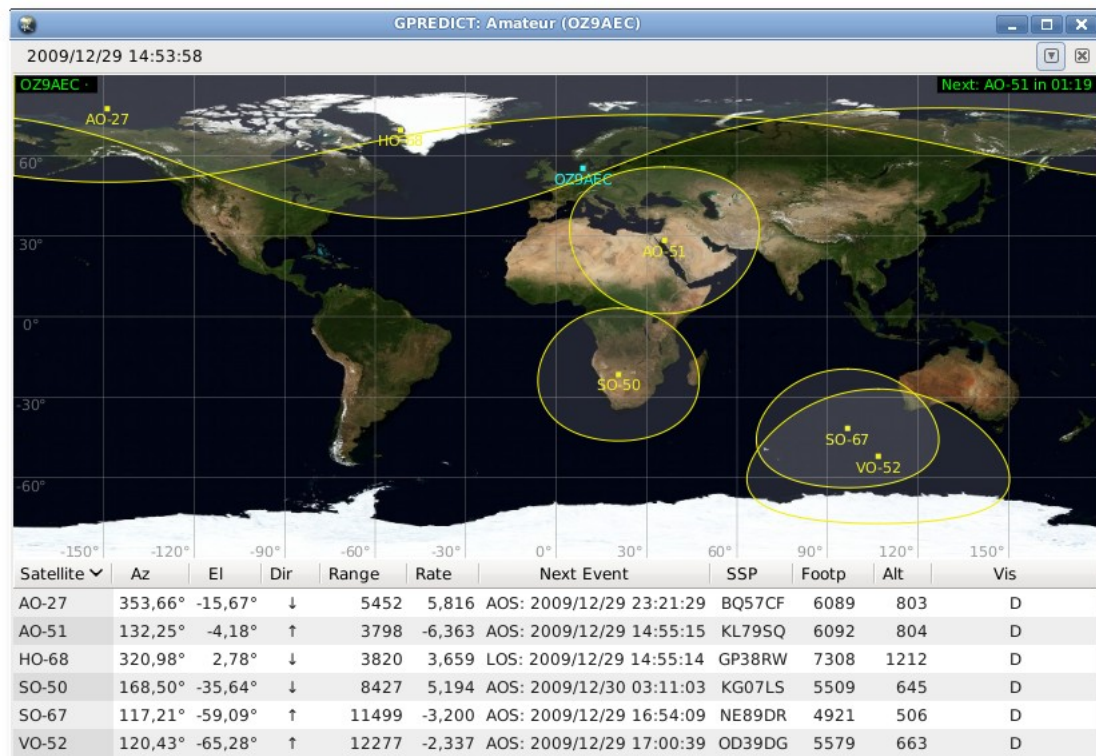 GPREDICT: Amateur (OZ9AEC)
2009/12/29 14:53:58
OZ9AEC · Next: AO-51 in 01:19
AO-27
HO-68
60°
OZ9AEC
30°
AO-51
0°
SO-50
-30°
SO-67
VO-52
-60°
-150° -120° -90° -60° -30° 0° 30° 60° 90° 120° 150°
Satellite Az El Dir Range Rate Next Event SSP Footp Alt Vis
AO-27 353,66° -15,67° ↓ 5452 5,816 AOS: 2009/12/29 23:21:29 BQ57CF 6089 803 D
AO-51 132,25° -4,18° ↑ 3798 -6,363 AOS: 2009/12/29 14:55:15 KL79SQ 6092 804 D
HO-68 320,98° 2,78° ↓ 3820 3,659 LOS: 2009/12/29 14:55:14 GP38RW 7308 1212 D
SO-50 168,50° -35,64° ↓ 8427 5,194 AOS: 2009/12/30 03:11:03 KG07LS 5509 645 D
SO-67 117,21° -59,09° ↑ 11499 -3,200 AOS: 2009/12/29 16:54:09 NE89DR 4921 506 D
VO-52 120,43° -65,28° ↑ 12277 -2,337 AOS: 2009/12/29 17:00:39 OD39DG 5579 663 D